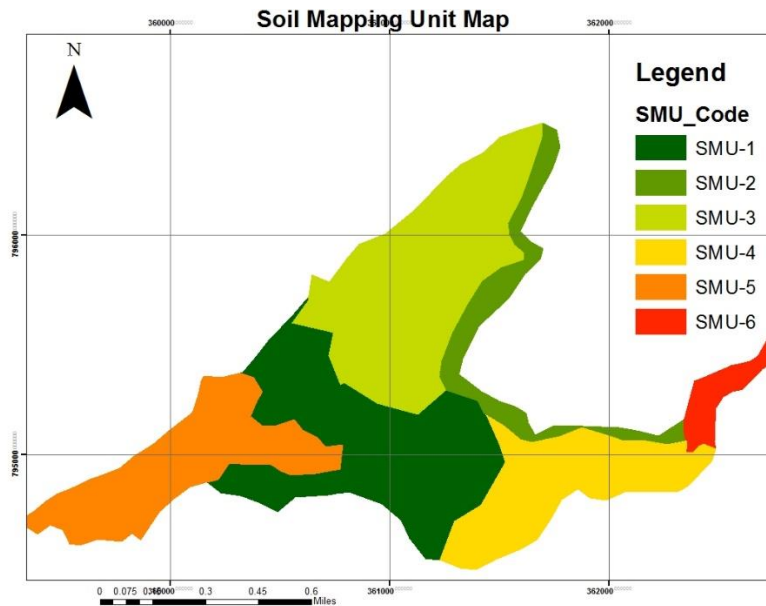 Soil Mapping Unit Map
360000
362000
N
796000
795000
Legend
SMU_Code
SMU-1
SMU-2
SMU-3
SMU-4
SMU-5
SMU-6
0 0.075 0.3 0.45 0.6
Miles
361000
362000